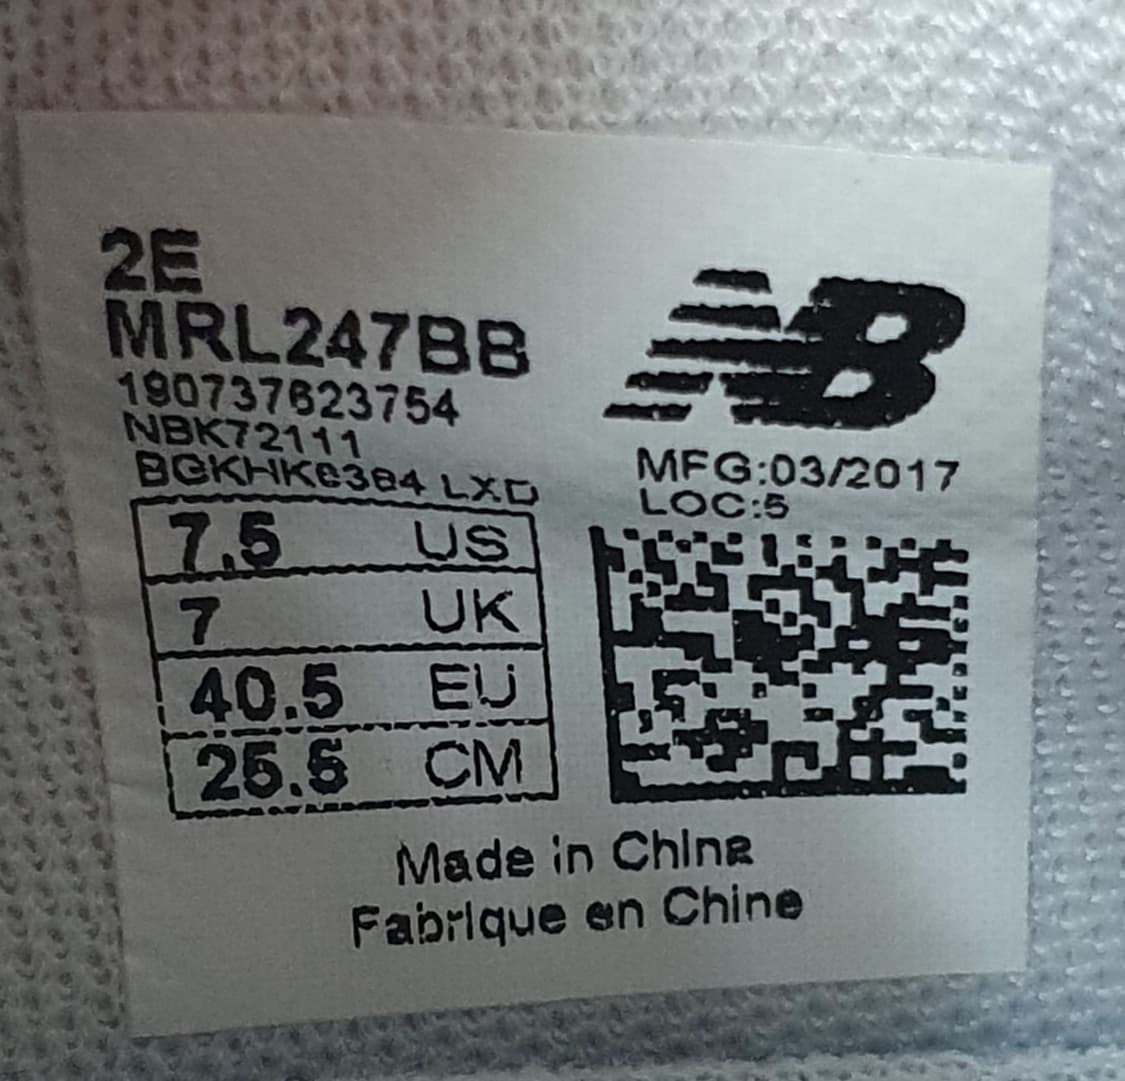 2E
MRL247BB
190737623754
NBK72111
LXD
7.5 US
7 UK
40.5 EU
25.5 CM
NB
MFG:03/2017
LOC:5
Made in China
Fabrique en Chine